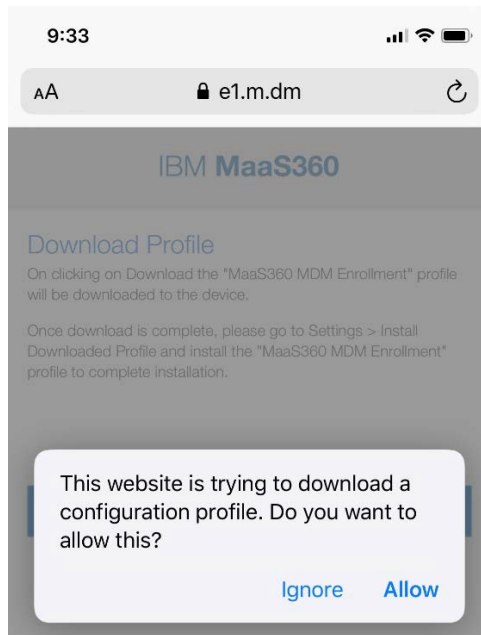 9:33
AA e1.m.dm
IBM MaaS360
Download Profile
On clicking on Download the "MaaS360 MDM Enrollment" profile
will be downloaded to the device.
Once download is complete, please go to Settings > Install
Downloaded Profile and install the "MaaS360 MDM Enrollment"
profile to complete installation.
This website is trying to download a
configuration profile. Do you want to
allow this?
Ignore Allow